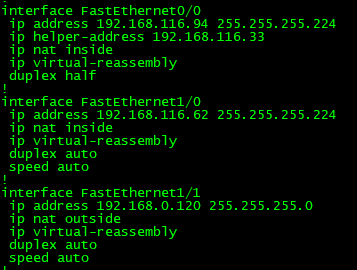 interface FastEthernet0/0
ip address 192.168.116.94 255.255.255.224
ip helper-address 192.168.116.33
ip nat inside
ip virtual-reassembly
duplex half
!
interface FastEthernet1/0
ip address 192.168.116.62 255.255.255.224
ip nat inside
ip virtual-reassembly
duplex auto
speed auto
!
interface FastEthernet1/1
ip address 192.168.0.120 255.255.255.0
ip nat outside
ip virtual-reassembly
duplex auto
speed auto